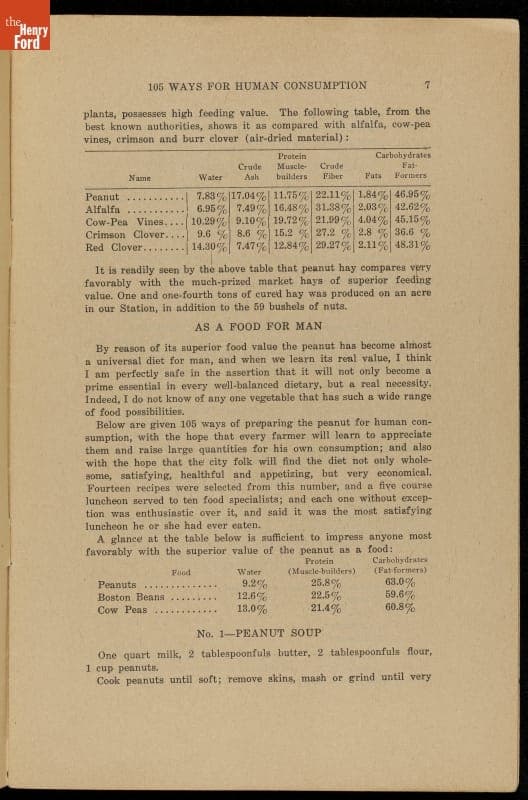 the
Henry
Ford
105 WAYS FOR HUMAN CONSUMPTION 7
plants, possesses high feeding value. The following table, from the
best known authorities, shows it as compared with alfalfa, cow-pea
vines, crimson and burr clover (air-dried material) :
Name Water Crude Ash Protein Muscle-builders Crude Fiber Fats Carbohydrates Fat-Formers
Peanut ........... 7.83% 17.04% 11.75% 22.11% 1.84% 46.95%
Alfalfa ........... 6.95% 7.49% 16.48% 31.38% 2.03% 42.62%
Cow-Pea Vines.... 10.29% 9.10% 19.72% 21.99% 4.04% 45.15%
Crimson Clover.... 9.6 % 8.6 % 15.2 % 27.2 % 2.8 % 36.6 %
Red Clover........ 14.30% 7.47% 12.84% 29.27% 2.11% 48.31%
It is readily seen by the above table that peanut hay compares very
favorably with the much-prized market hays of superior feeding
value. One and one-fourth tons of cured hay was produced on an acre
in our Station, in addition to the 59 bushels of nuts.
AS A FOOD FOR MAN
By reason of its superior food value the peanut has become almost
a universal diet for man, and when we learn its real value, I think
I am perfectly safe in the assertion that it will not only become a
prime essential in every well-balanced dietary, but a real necessity.
Indeed, I do not know of any one vegetable that has such a wide range
of food possibilities.
Below are given 105 ways of preparing the peanut for human con-
sumption, with the hope that every farmer will learn to appreciate
them and raise large quantities for his own consumption; and also
with the hope that the city folk will find the diet not only whole-
some, satisfying, healthful and appetizing, but very economical.
Fourteen recipes were selected from this number, and a five course
luncheon served to ten food specialists; and each one without excep-
tion was enthusiastic over it, and said it was the most satisfying
luncheon he or she had ever eaten.
A glance at the table below is sufficient to impress anyone most
favorably with the superior value of the peanut as a food:
Food Water Protein (Muscle-builders) Carbohydrates (Fat-formers)
Peanuts .............. 9.2% 25.8% 63.0%
Boston Beans ......... 12.6% 22.5% 59.6%
Cow Peas ............ 13.0% 21.4% 60.8%
No. 1—PEANUT SOUP
One quart milk, 2 tablespoonfuls butter, 2 tablespoonfuls flour,
1 cup peanuts.
Cook peanuts until soft; remove skins, mash or grind until very